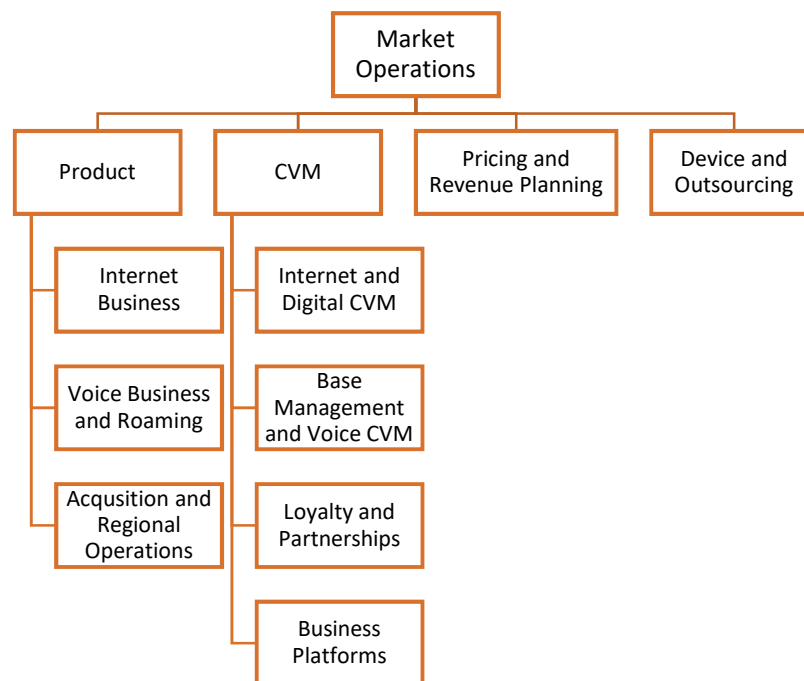 Market
Operations
Product
CVM
Pricing and
Revenue Planning
Device and
Outsourcing
Internet
Business
Voice Business
and Roaming
Acqusition and
Regional
Operations
Internet and
Digital CVM
Base
Management
and Voice CVM
Loyalty and
Partnerships
Business
Platforms